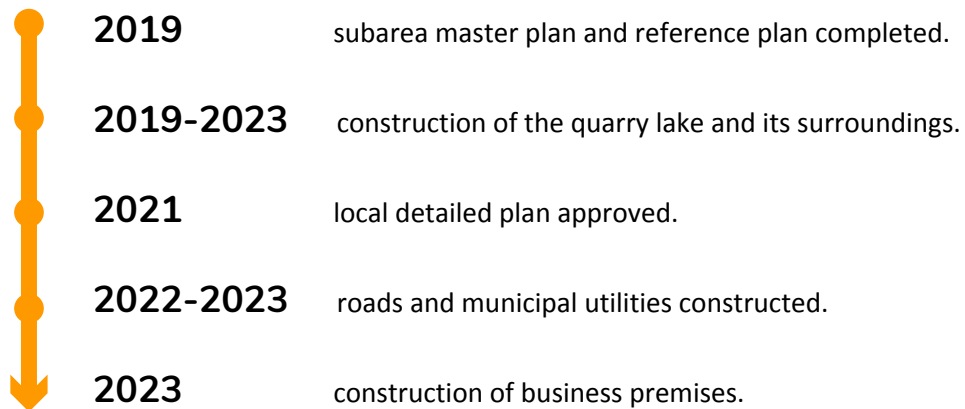 2019 subarea master plan and reference plan completed.
2019-2023 construction of the quarry lake and its surroundings.
2021 local detailed plan approved.
2022-2023 roads and municipal utilities constructed.
2023 construction of business premises.